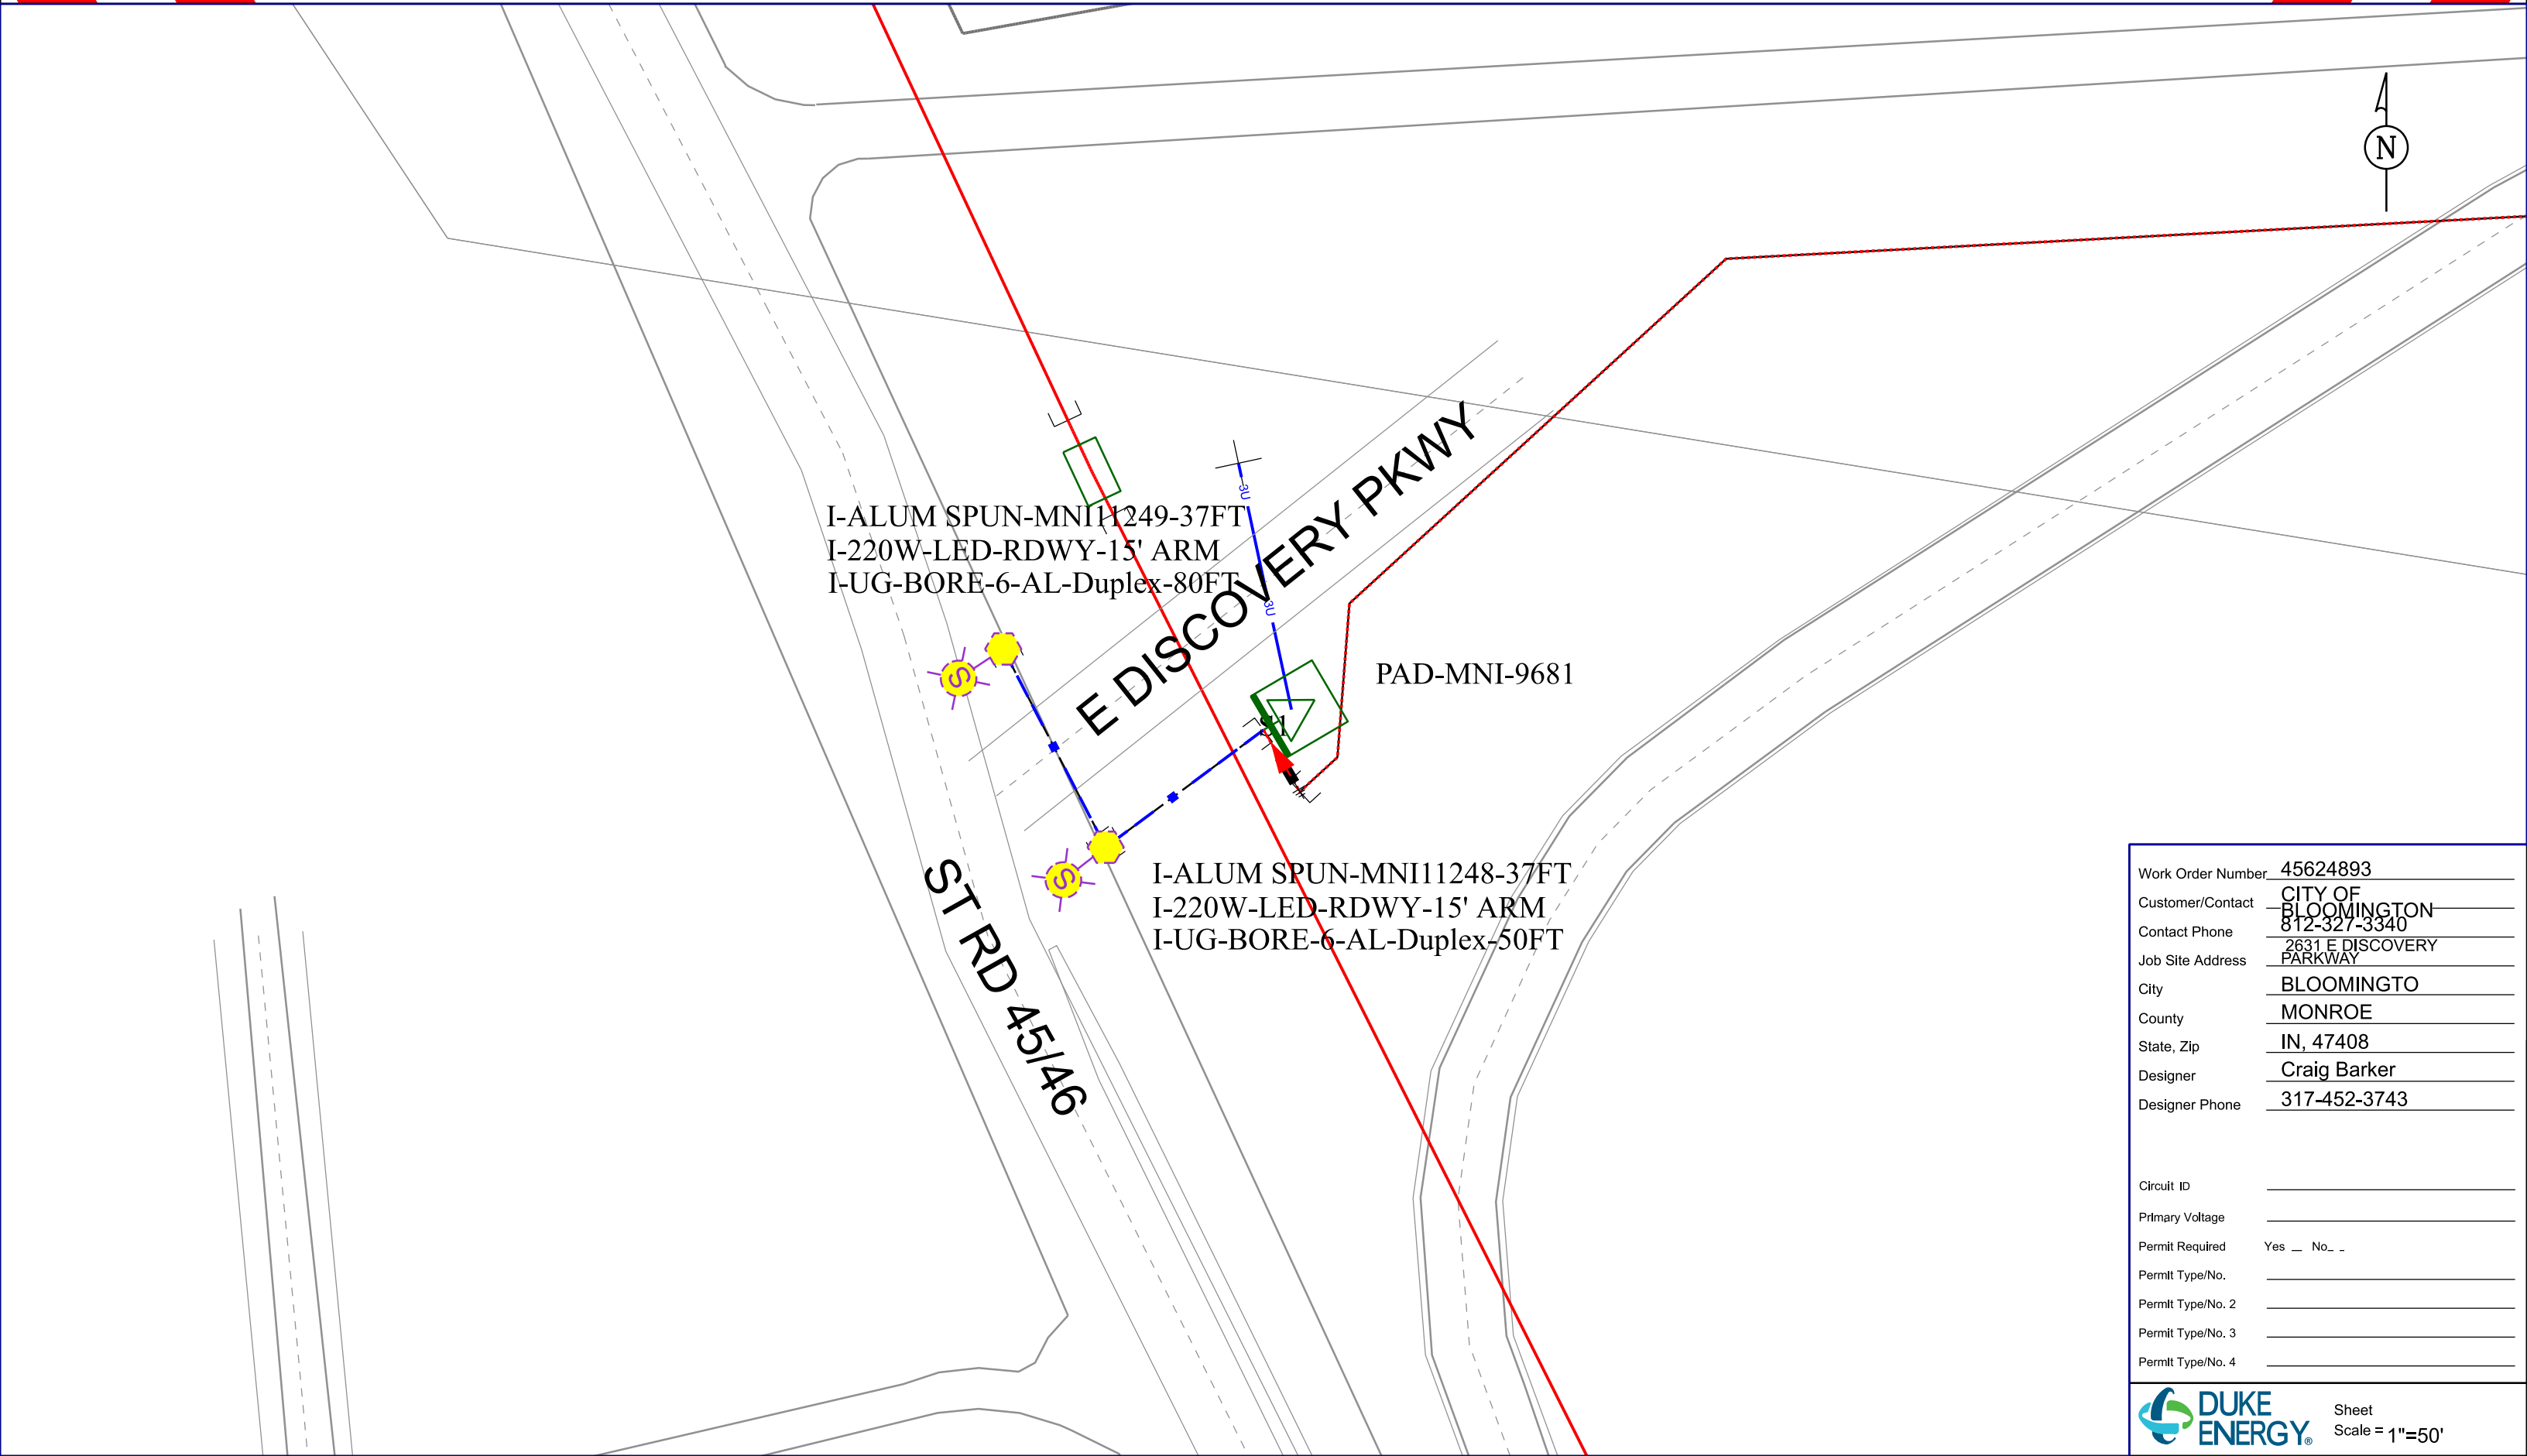 N
3U
E DISCOVERY PKWY
I-ALUM SPUN-MNI11249-37FT
I-220W-LED-RDWY-15' ARM
I-UG-BORE-6-AL-Duplex-80FT
3U
S
PAD-MNI-9681
S1
S
I-ALUM SPUN-MNI11248-37FT
I-220W-LED-RDWY-15' ARM
I-UG-BORE-6-AL-Duplex-50FT
ST RD 45/46
Work Order Number 45624893
Customer/Contact CITY OF
BLOOMINGTON
Contact Phone 812-327-3340
Job Site Address 2631 E DISCOVERY
PARKWAY
City BLOOMINGTO
County MONROE
State, Zip IN, 47408
Designer Craig Barker
Designer Phone 317-452-3743
Circuit ID
Primary Voltage
Permit Required Yes _ No_ -
Permit Type/No.
Permit Type/No. 2
Permit Type/No. 3
Permit Type/No. 4
DUKE
ENERGY®
Sheet
Scale = 1"=50'